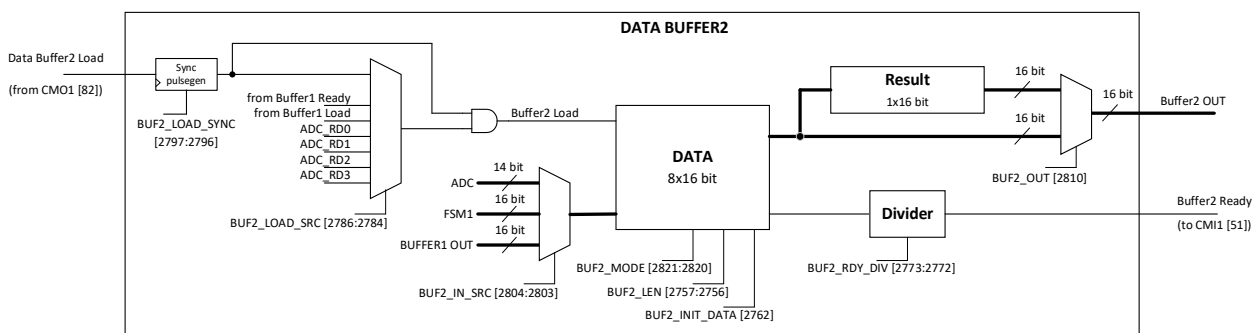 DATA BUFFER2
Data Buffer2 Load
(from CMO1 [82])
Sync
pulsegen
BUF2_LOAD_SYNC
[2797:2796]
from Buffer1 Ready
from Buffer1 Load
ADC_RD0
ADC_RD1
ADC_RD2
ADC_RD3
BUF2_LOAD_SRC [2786:2784]
Buffer2 Load
ADC
14 bit
FSM1
16 bit
BUFFER1 OUT
16 bit
BUF2_IN_SRC [2804:2803]
DATA
8x16 bit
BUF2_MODE [2821:2820]
BUF2_LEN [2757:2756]
BUF2_INIT_DATA [2762]
Result
1x16 bit
16 bit
16 bit
16 bit
BUF2_OUT [2810]
Buffer2 OUT
Divider
BUF2_RDY_DIV [2773:2772]
Buffer2 Ready
(to CMI1 [51])